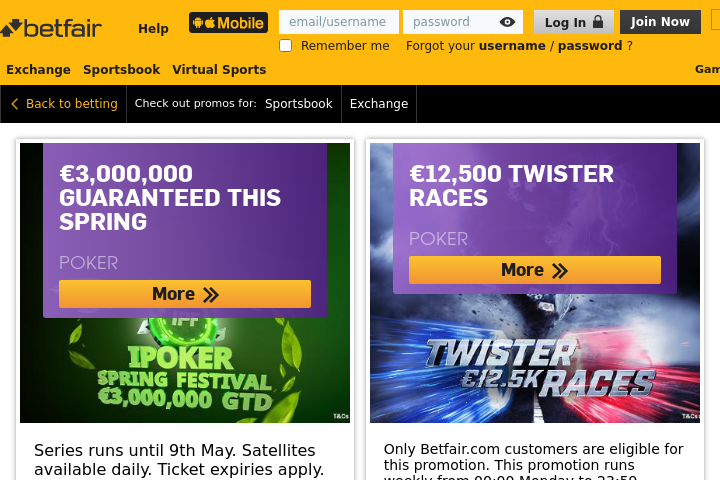 betfair
Help
Mobile
email/username
password
Log In
Join Now
Remember me
Forgot your username / password ?
Exchange Sportsbook Virtual Sports
Gam
Back to betting
Check out promos for: Sportsbook Exchange
€3,000,000
GUARANTEED THIS
SPRING
POKER
More
IPOKER
SPRING FESTIVAL
€3,000,000 GTD
T&Cs
Series runs until 9th May. Satellites
available daily. Ticket expiries apply.
€12,500 TWISTER
RACES
POKER
More
TWISTER
€12.5K RACES
T&Cs
Only Betfair.com customers are eligible for
this promotion. This promotion runs
weekly from 00:00 Monday to 23:59